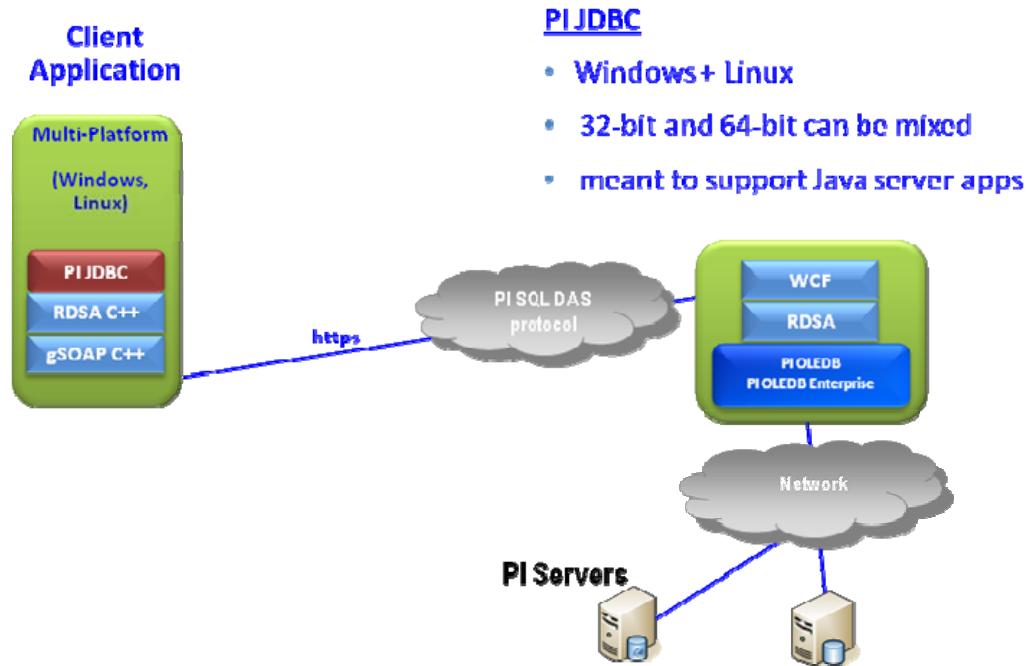 Client
Application
PI JDBC
• Windows + Linux
• 32-bit and 64-bit can be mixed
• meant to support Java server apps
Multi-Platform
(Windows,
Linux)
PI JDBC
RDSA C++
gSOAP C++
https
PI SQL DAS
protocol
WCF
RDSA
PI OLEDB
PI OLEDB Enterprise
Network
PI Servers